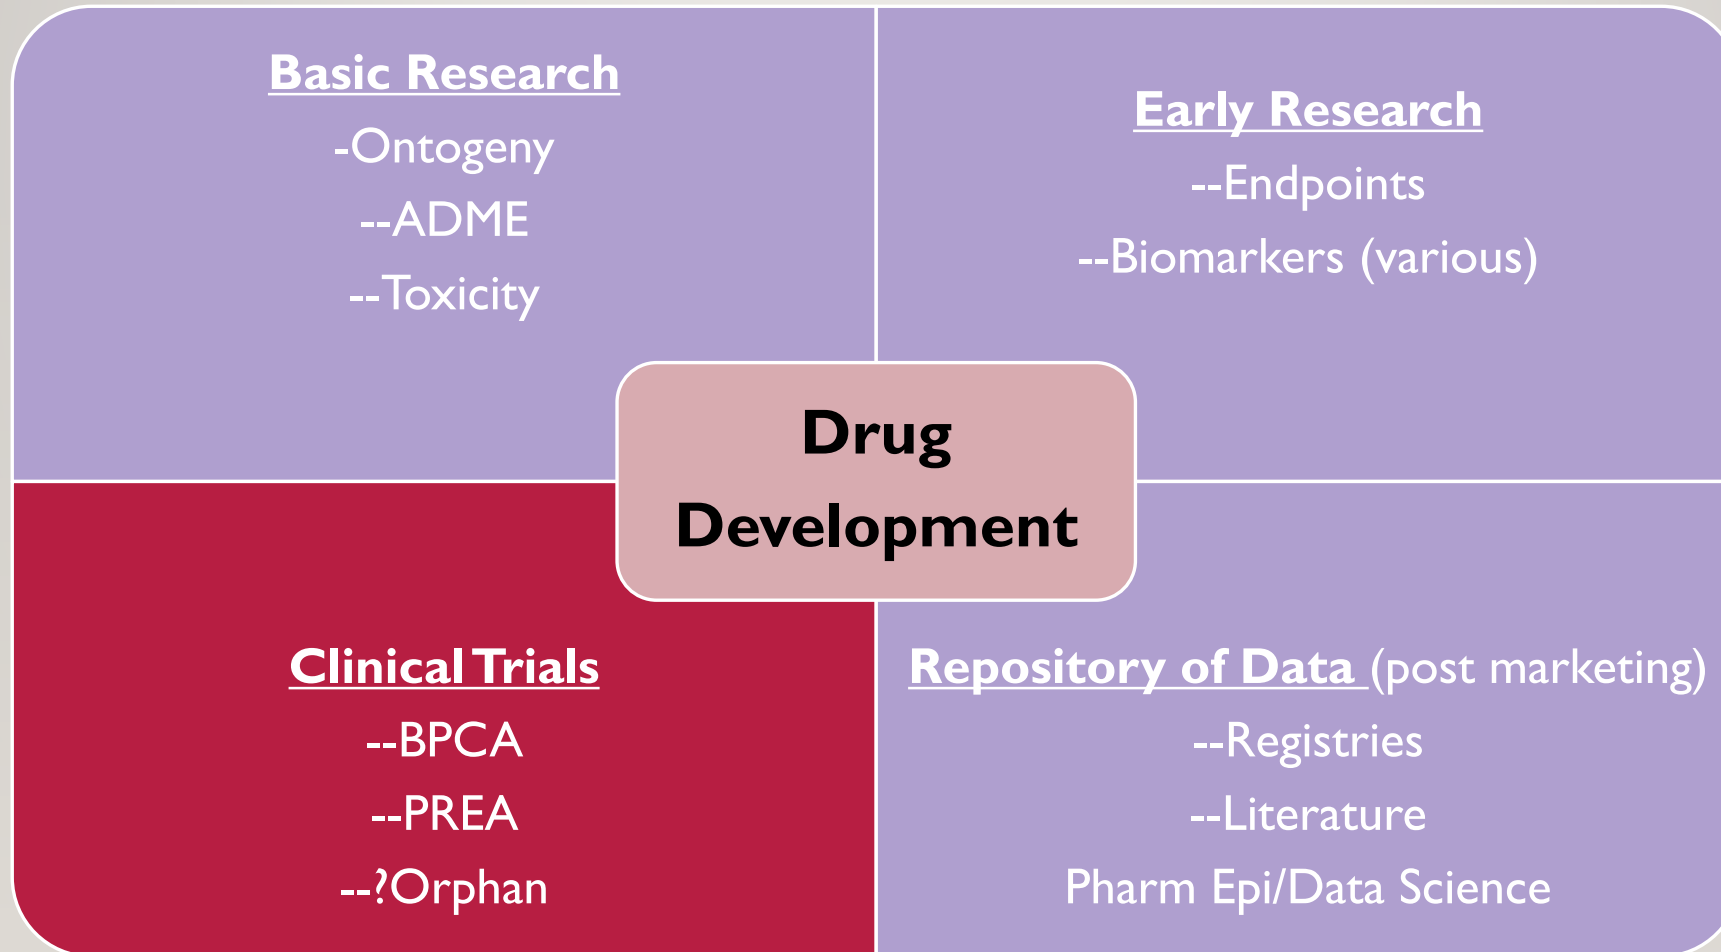 Basic Research
-Ontogeny
--ADME
--Toxicity
Early Research
--Endpoints
--Biomarkers (various)
Drug
Development
Clinical Trials
--BPCA
--PREA
--?Orphan
Repository of Data (post marketing)
--Registries
--Literature
Pharm Epi/Data Science